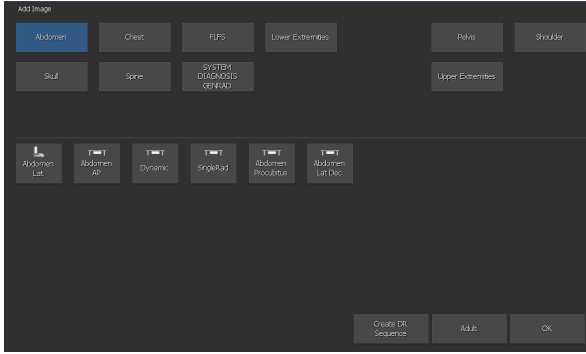 Add Image
Abdomen
Chest
FLFS
Lower Extremities
Pelvis
Shoulder
Skull
Spine
SYSTEM
DIAGNOSIS
GENRAD
Upper Extremities
Abdomen
Lat
Abdomen
AP
Dynamic
SingleRad
Abdomen
Procubitus
Abdomen
Lat Dec
Create DR
Sequence
Adult
OK